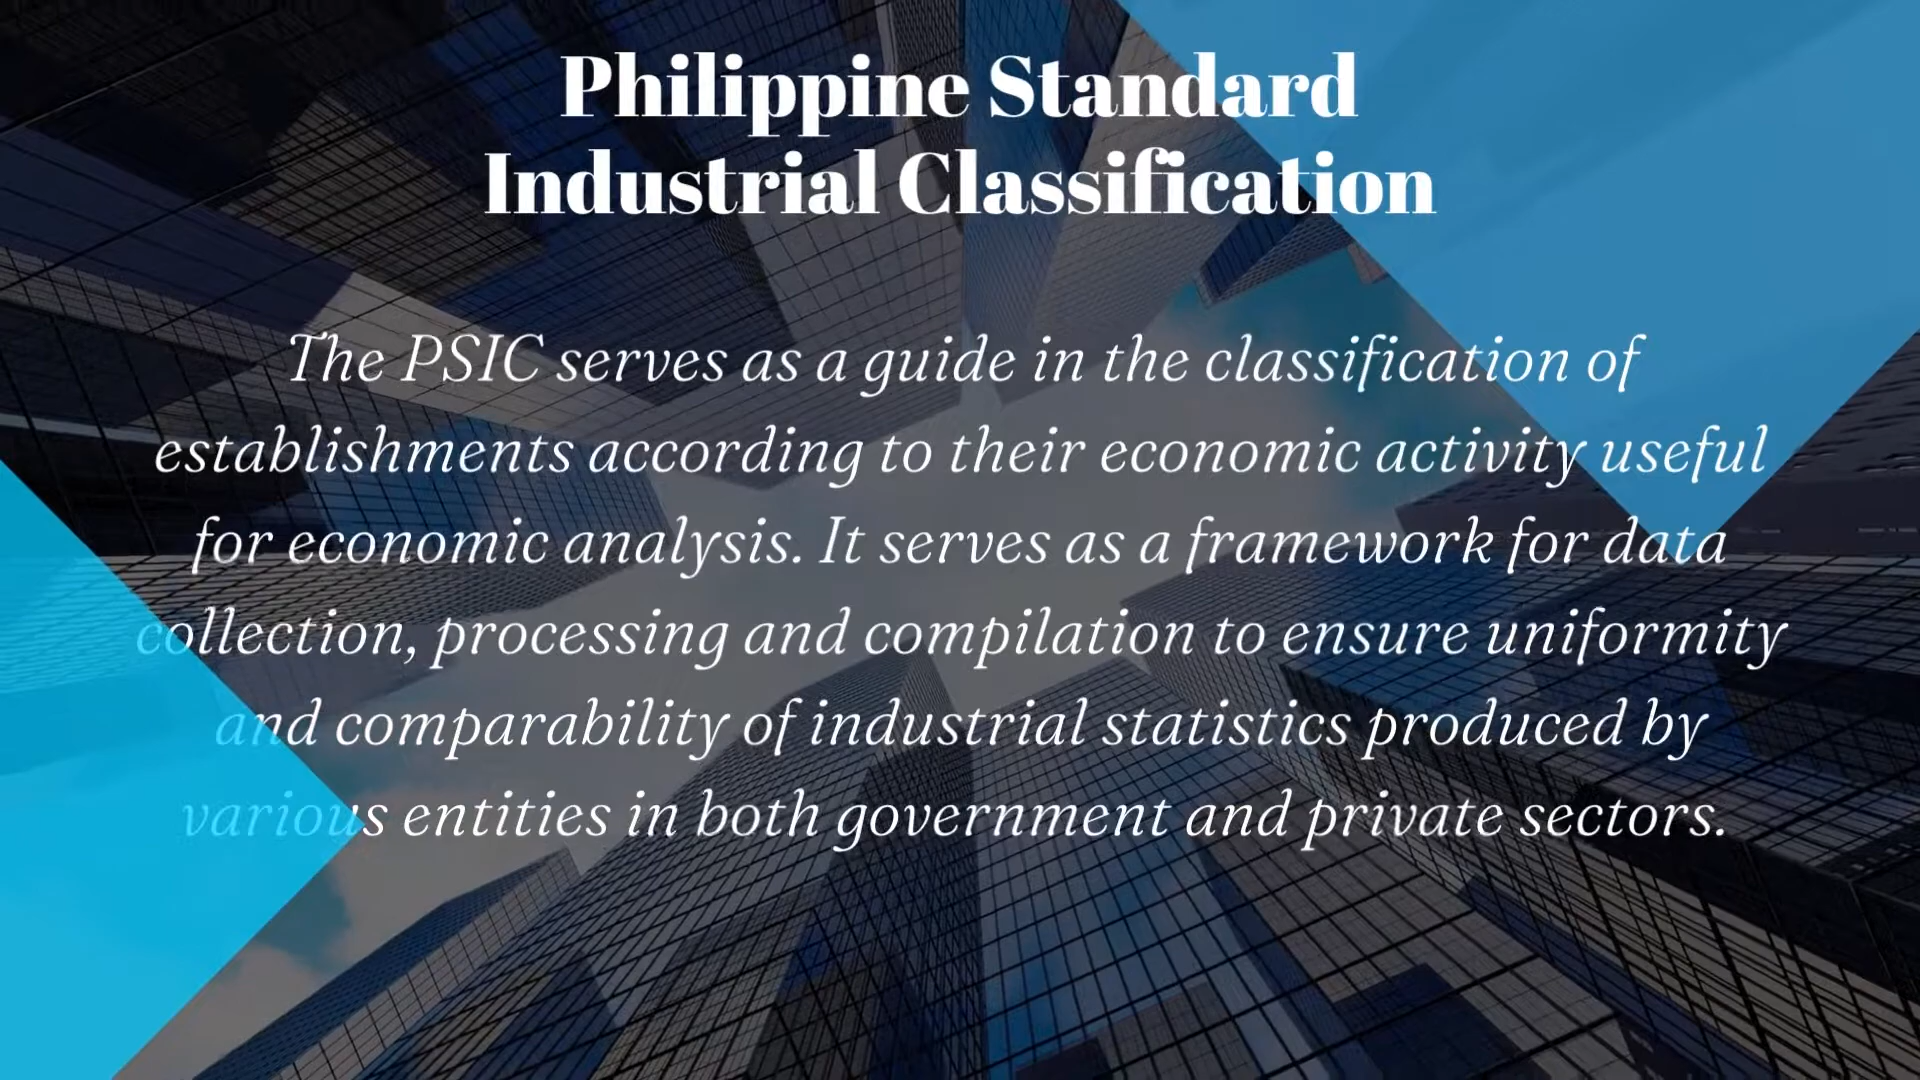 Philippine Standard
Industrial Classification
The PSIC serves as a guide in the classification of
establishments according to their economic activity useful
for economic analysis. It serves as a framework for data
collection, processing and compilation to ensure uniformity
and comparability of industrial statistics produced by
various entities in both government and private sectors.